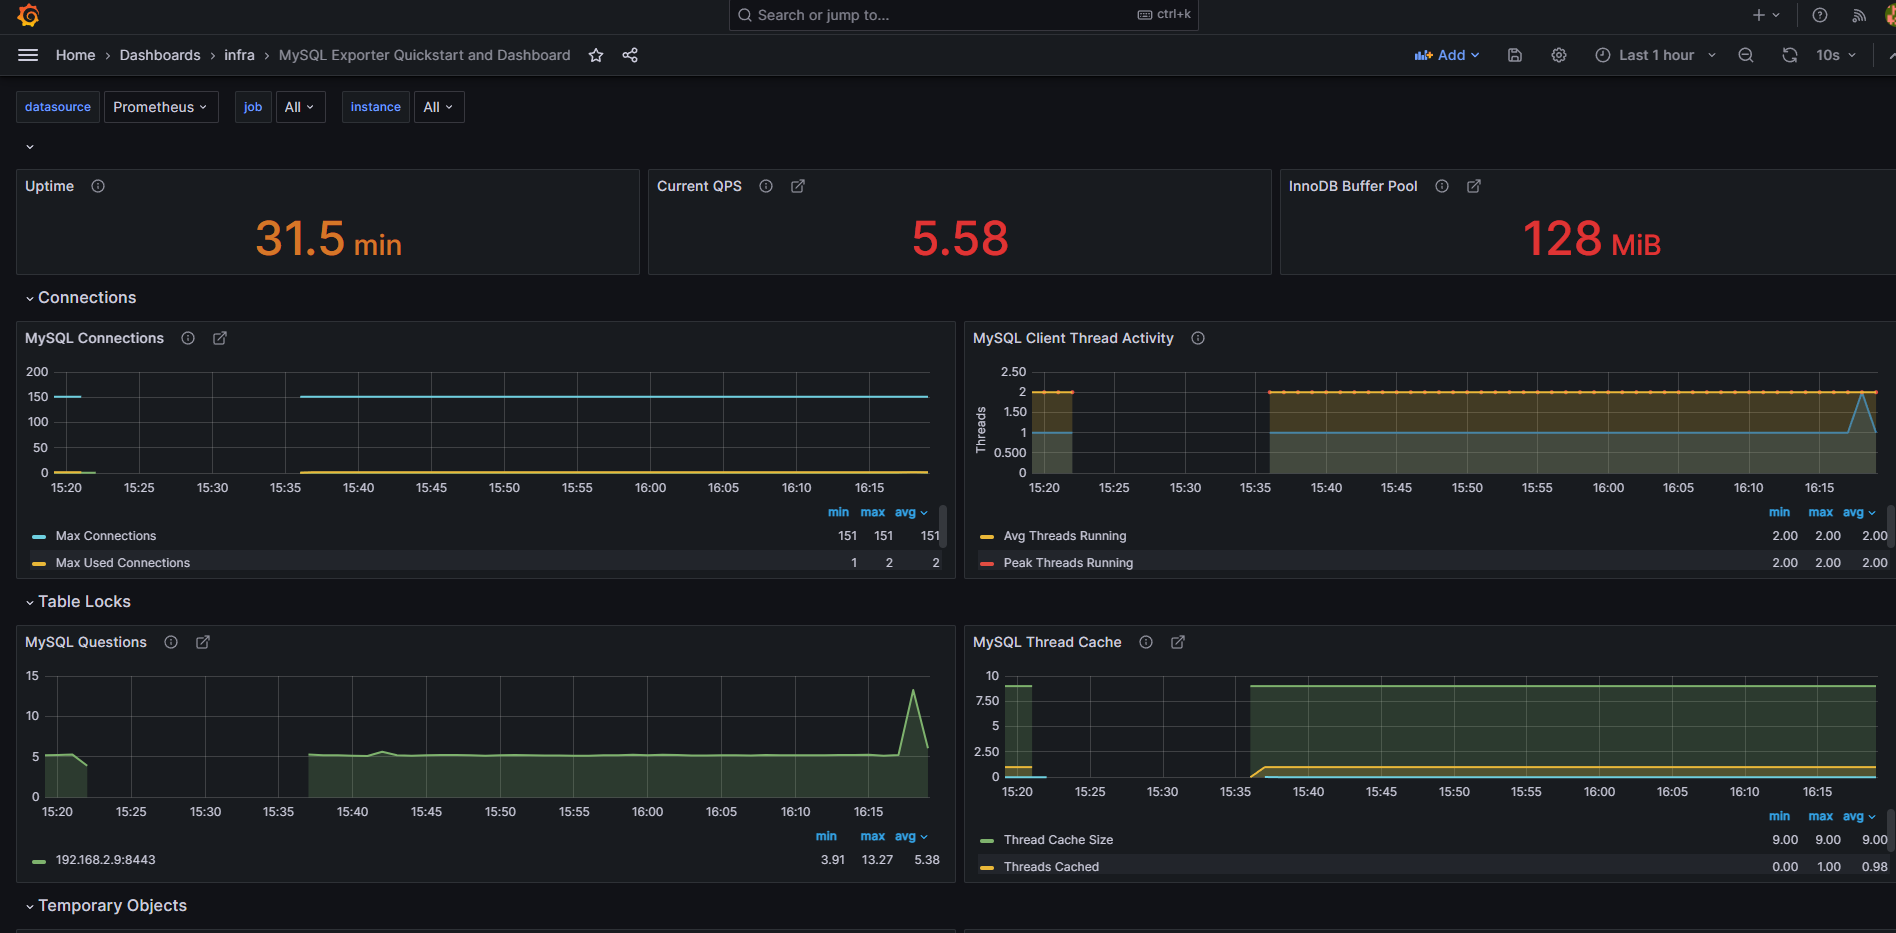 Search or jump to... ctrl+k
Home › Dashboards › infra › MySQL Exporter Quickstart and Dashboard Add Last 1 hour 10s
datasource Prometheus job All instance All
Uptime
31.5 min
Current QPS
5.58
InnoDB Buffer Pool
128 MiB
Connections
MySQL Connections
200
150
100
50
0
15:20 15:25 15:30 15:35 15:40 15:45 15:50 15:55 16:00 16:05 16:10 16:15
min max avg
Max Connections 151 151 151
Max Used Connections 1 2 2
MySQL Client Thread Activity
Threads
2.50
2
1.50
1
0.500
0
15:20 15:25 15:30 15:35 15:40 15:45 15:50 15:55 16:00 16:05 16:10 16:15
min max avg
Avg Threads Running 2.00 2.00 2.00
Peak Threads Running 2.00 2.00 2.00
Table Locks
MySQL Questions
15
10
5
0
15:20 15:25 15:30 15:35 15:40 15:45 15:50 15:55 16:00 16:05 16:10 16:15
min max avg
192.168.2.9:8443 3.91 13.27 5.38
MySQL Thread Cache
10
7.50
5
2.50
0
15:20 15:25 15:30 15:35 15:40 15:45 15:50 15:55 16:00 16:05 16:10 16:15
min max avg
Thread Cache Size 9.00 9.00 9.00
Threads Cached 0.00 1.00 0.98
Temporary Objects